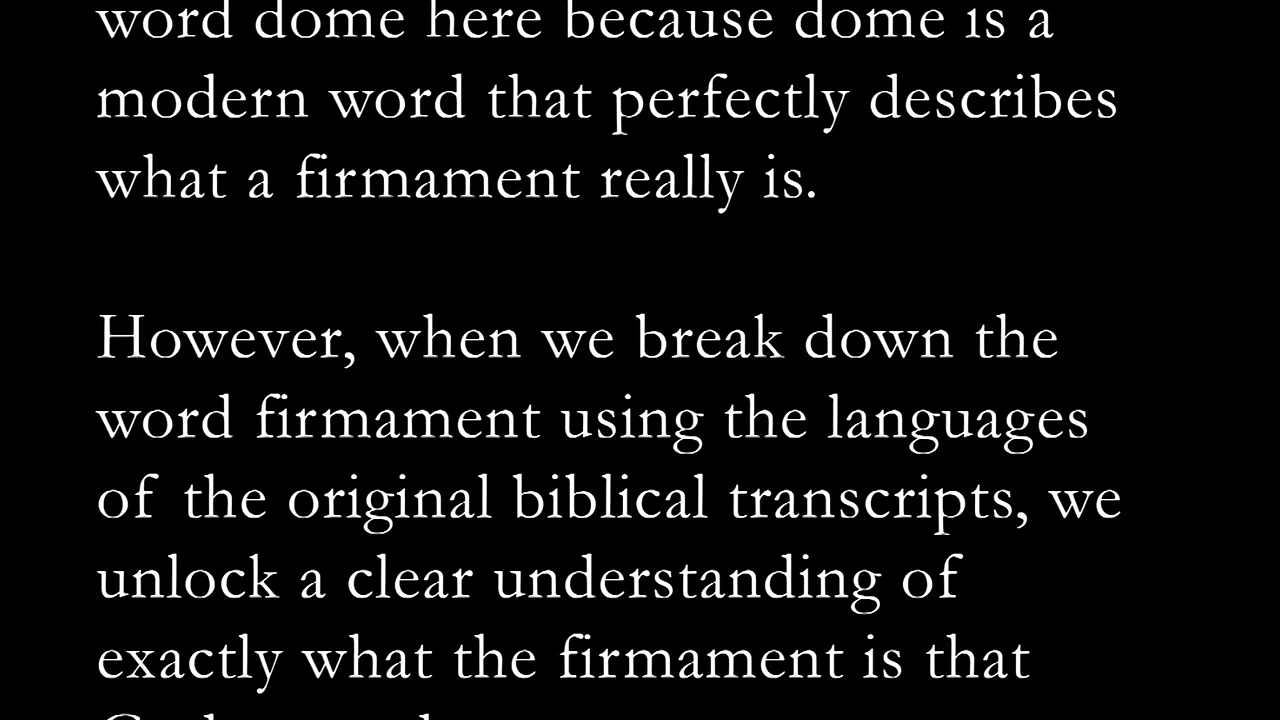 word dome here because dome is a
modern word that perfectly describes
what a firmament really is.
However, when we break down the
word firmament using the languages
of the original biblical transcripts, we
unlock a clear understanding of
exactly what the firmament is that